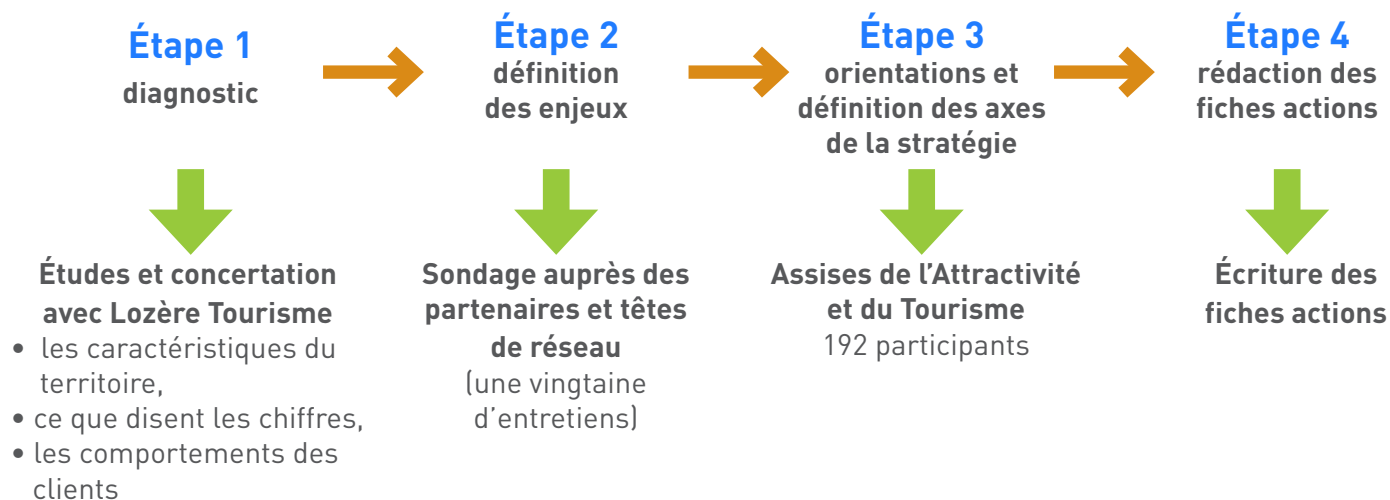 Étape 1
diagnostic
Étape 2
définition
des enjeux
Étape 3
orientations et
définition des axes
de la stratégie
Étape 4
rédaction des
fiches actions
Études et concertation
avec Lozère Tourisme
• les caractéristiques du
territoire,
• ce que disent les chiffres,
• les comportements des
clients
Sondage auprès des
partenaires et têtes
de réseau
(une vingtaine
d’entretiens)
Assises de l’Attractivité
et du Tourisme
192 participants
Écriture des
fiches actions